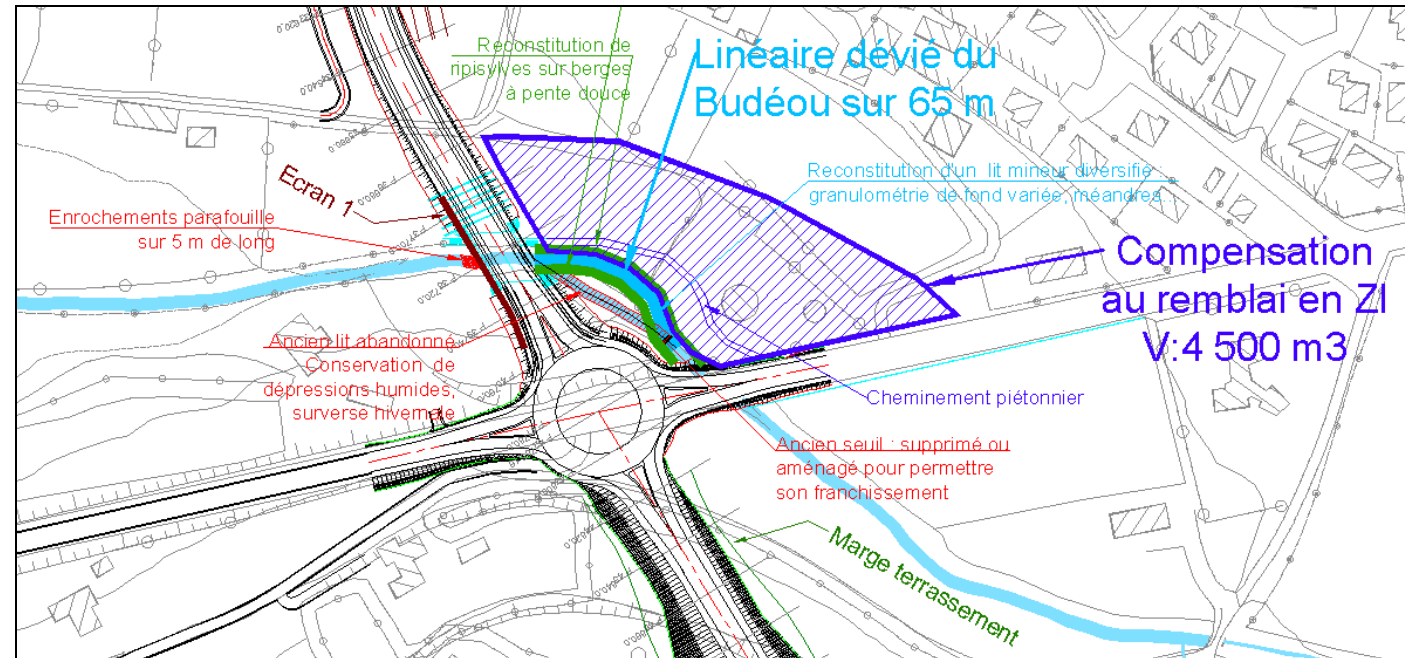 Reconstitution de
ripisylves sur berges
à pente douce
Linéaire dévié du
Budéou sur 65 m
Reconstitution d'un lit mineur diversifié :
granulométrie de fond variée, méandres...
Ecran 1
Enrochements parafouille
sur 5 m de long
Compensation
au remblai en ZI
V:4 500 m3
Ancien lit abandonné
Conservation de
dépressions humides,
surverse hivernale
Cheminement piétonnier
Ancien seuil : supprimé ou
aménagé pour permettre
son franchissement
Marge terrassement